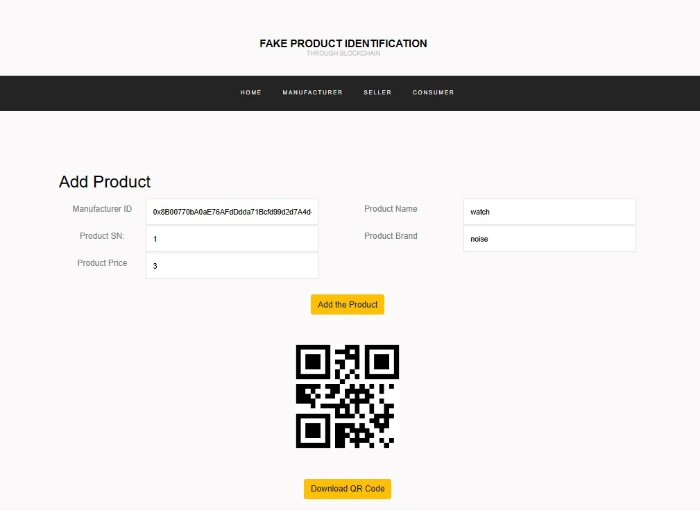 FAKE PRODUCT IDENTIFICATION
THROUGH BLOCKCHAIN
HOME MANUFACTURER SELLER CONSUMER
Add Product
Manufacturer ID 0x8B00770bA0aE76AFdDdda71Bcfd99d2d7A4d- Product Name watch
Product SN: 1 Product Brand noise
Product Price 3
Add the Product
Download QR Code